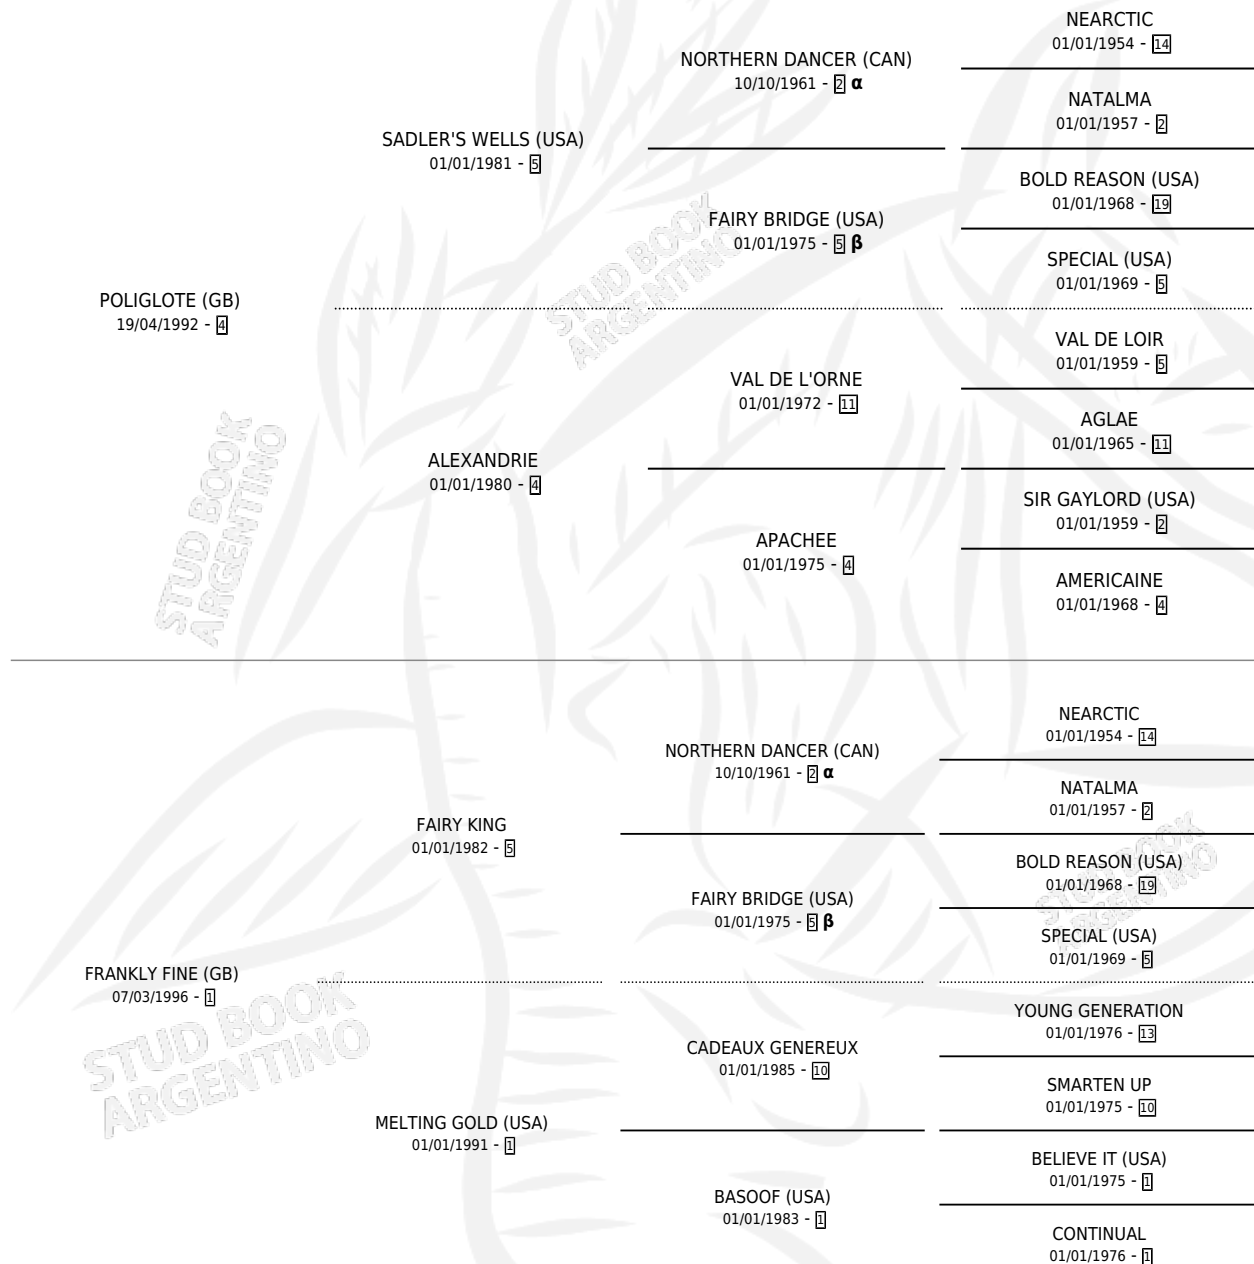 NEARCTIC
01/01/1954 - 14
NORTHERN DANCER (CAN)
10/10/1961 - 2 α
NATALMA
01/01/1957 - 2
SADLER'S WELLS (USA)
01/01/1981 - 5
BOLD REASON (USA)
01/01/1968 - 19
FAIRY BRIDGE (USA)
01/01/1975 - 5 β
SPECIAL (USA)
01/01/1969 - 5
POLIGLOTE (GB)
19/04/1992 - 4
VAL DE LOIR
01/01/1959 - 5
VAL DE L'ORNE
01/01/1972 - 11
AGLAE
01/01/1965 - 11
ALEXANDRIE
01/01/1980 - 4
SIR GAYLORD (USA)
01/01/1959 - 2
APACHEE
01/01/1975 - 4
AMERICAINE
01/01/1968 - 4
NEARCTIC
01/01/1954 - 14
NORTHERN DANCER (CAN)
10/10/1961 - 2 α
NATALMA
01/01/1957 - 2
FAIRY KING
01/01/1982 - 5
BOLD REASON (USA)
01/01/1968 - 19
FAIRY BRIDGE (USA)
01/01/1975 - 5 β
SPECIAL (USA)
01/01/1969 - 5
FRANKLY FINE (GB)
07/03/1996 - 1
YOUNG GENERATION
01/01/1976 - 13
CADEAUX GENEREUX
01/01/1985 - 10
SMARTEN UP
01/01/1975 - 10
MELTING GOLD (USA)
01/01/1991 - 1
BELIEVE IT (USA)
01/01/1975 - 1
BASOOF (USA)
01/01/1983 - 1
CONTINUAL
01/01/1976 - 1
STUD BOOK
ARGENTINO
STUD BOOK
ARGENTINO
STUD BOOK
ARGENTINO
STUD BOOK
ARGENTINO